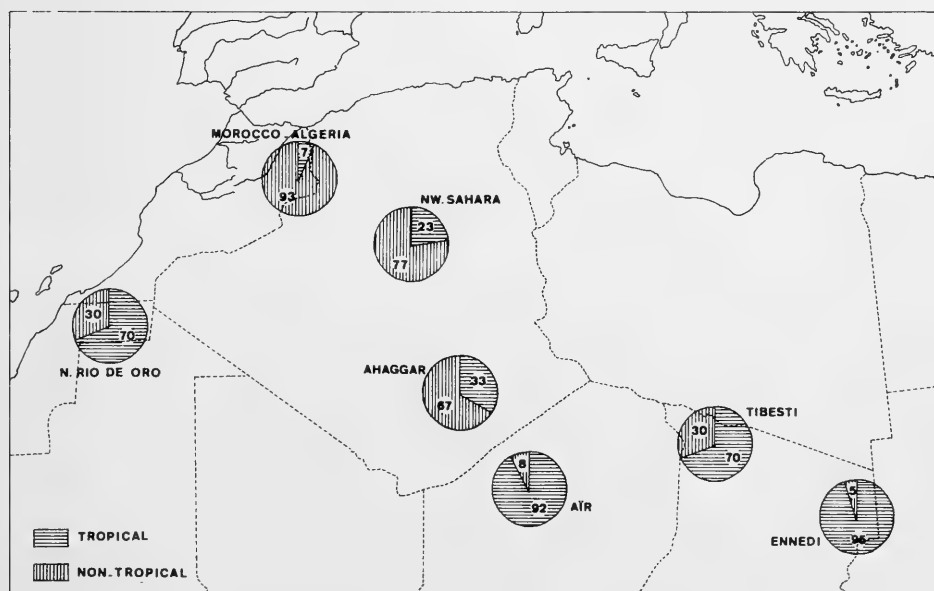 MOROCCO-ALGERIA
7
93
NW. SAHARA
23
77
30
70
N. RIO DE ORO
AHAGGAR
33
67
TIBESTI
30
70
8
92
AÏR
5
95
ENNEDI
TROPICAL
NON-TROPICAL